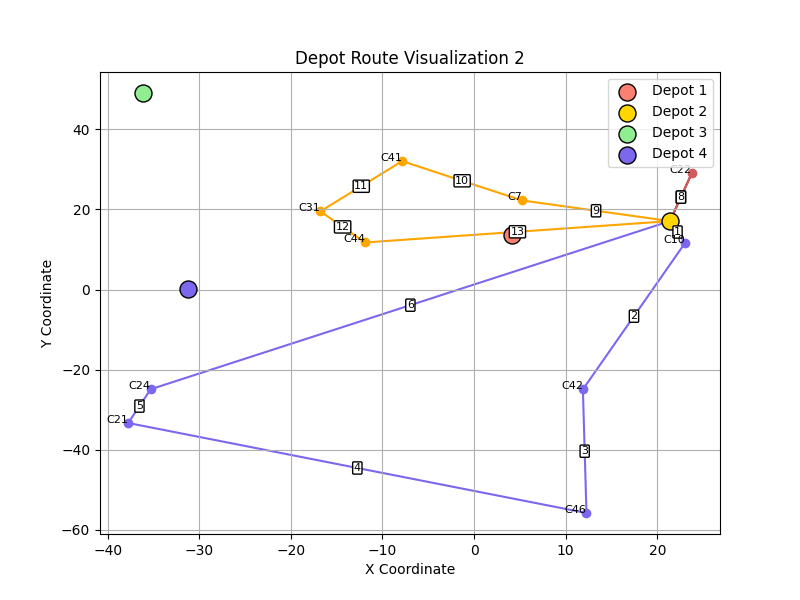 Depot Route Visualization 2
Depot 1
Depot 2
Depot 3
Depot 4
C22
C41
11
10
8
C7
C31
9
12
C44
13
1
C10
6
2
C24
C42
5
C21
3
4
C46
40
20
0
−20
−40
−60
Y Coordinate
−40
−30
−20
−10
0
10
20
X Coordinate